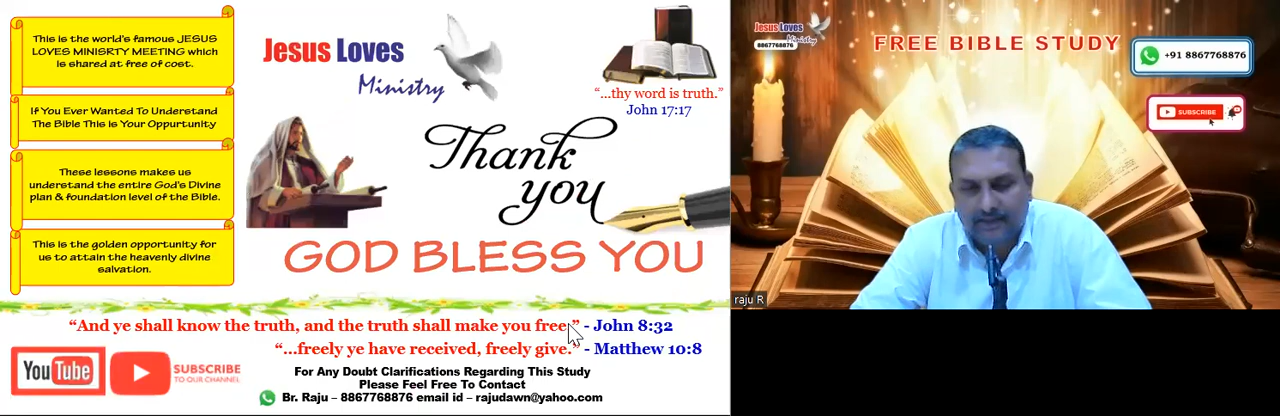 This is the world's famous JESUS
LOVES MINISRTY MEETING which
is shared at free of cost.
If You Ever Wanted To Understand
The Bible This is Your Oppurtunity
These lessons makes us
understand the entire God's Divine
plan & foundation level of the Bible.
This is the golden opportunity for
us to attain the heavenly divine
salvation.
Jesus Loves
Ministry
"...thy word is truth."
John 17:17
Thank
you
GOD BLESS YOU
"And ye shall know the truth, and the truth shall make you free." - John 8:32
"...freely ye have received, freely give." - Matthew 10:8
For Any Doubt Clarifications Regarding This Study
Please Feel Free To Contact
Br. Raju – 8867768876 email id – rajudawn@yahoo.com
YouTube
SUBSCRIBE
TO OUR CHANNEL
Jesus Loves
Ministry
8867768876
FREE BIBLE STUDY
+91 8867768876
SUBSCRIBE
raju R